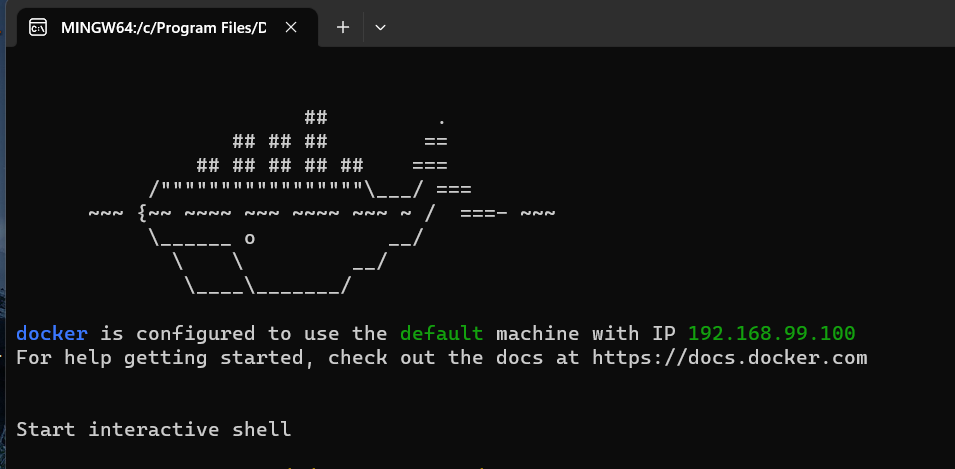 MINGW64:/c/Program Files/D
                        ##         .
                  ## ## ##        ==
               ## ## ## ## ##    ===
           /"""""""""""""""""\___/ ===
      ~~~ {~~ ~~~~ ~~~ ~~~~ ~~~ ~ /  ===- ~~~
           \______ o           __/
             \    \         __/
              \____\_______/
docker is configured to use the default machine with IP 192.168.99.100
For help getting started, check out the docs at https://docs.docker.com
Start interactive shell